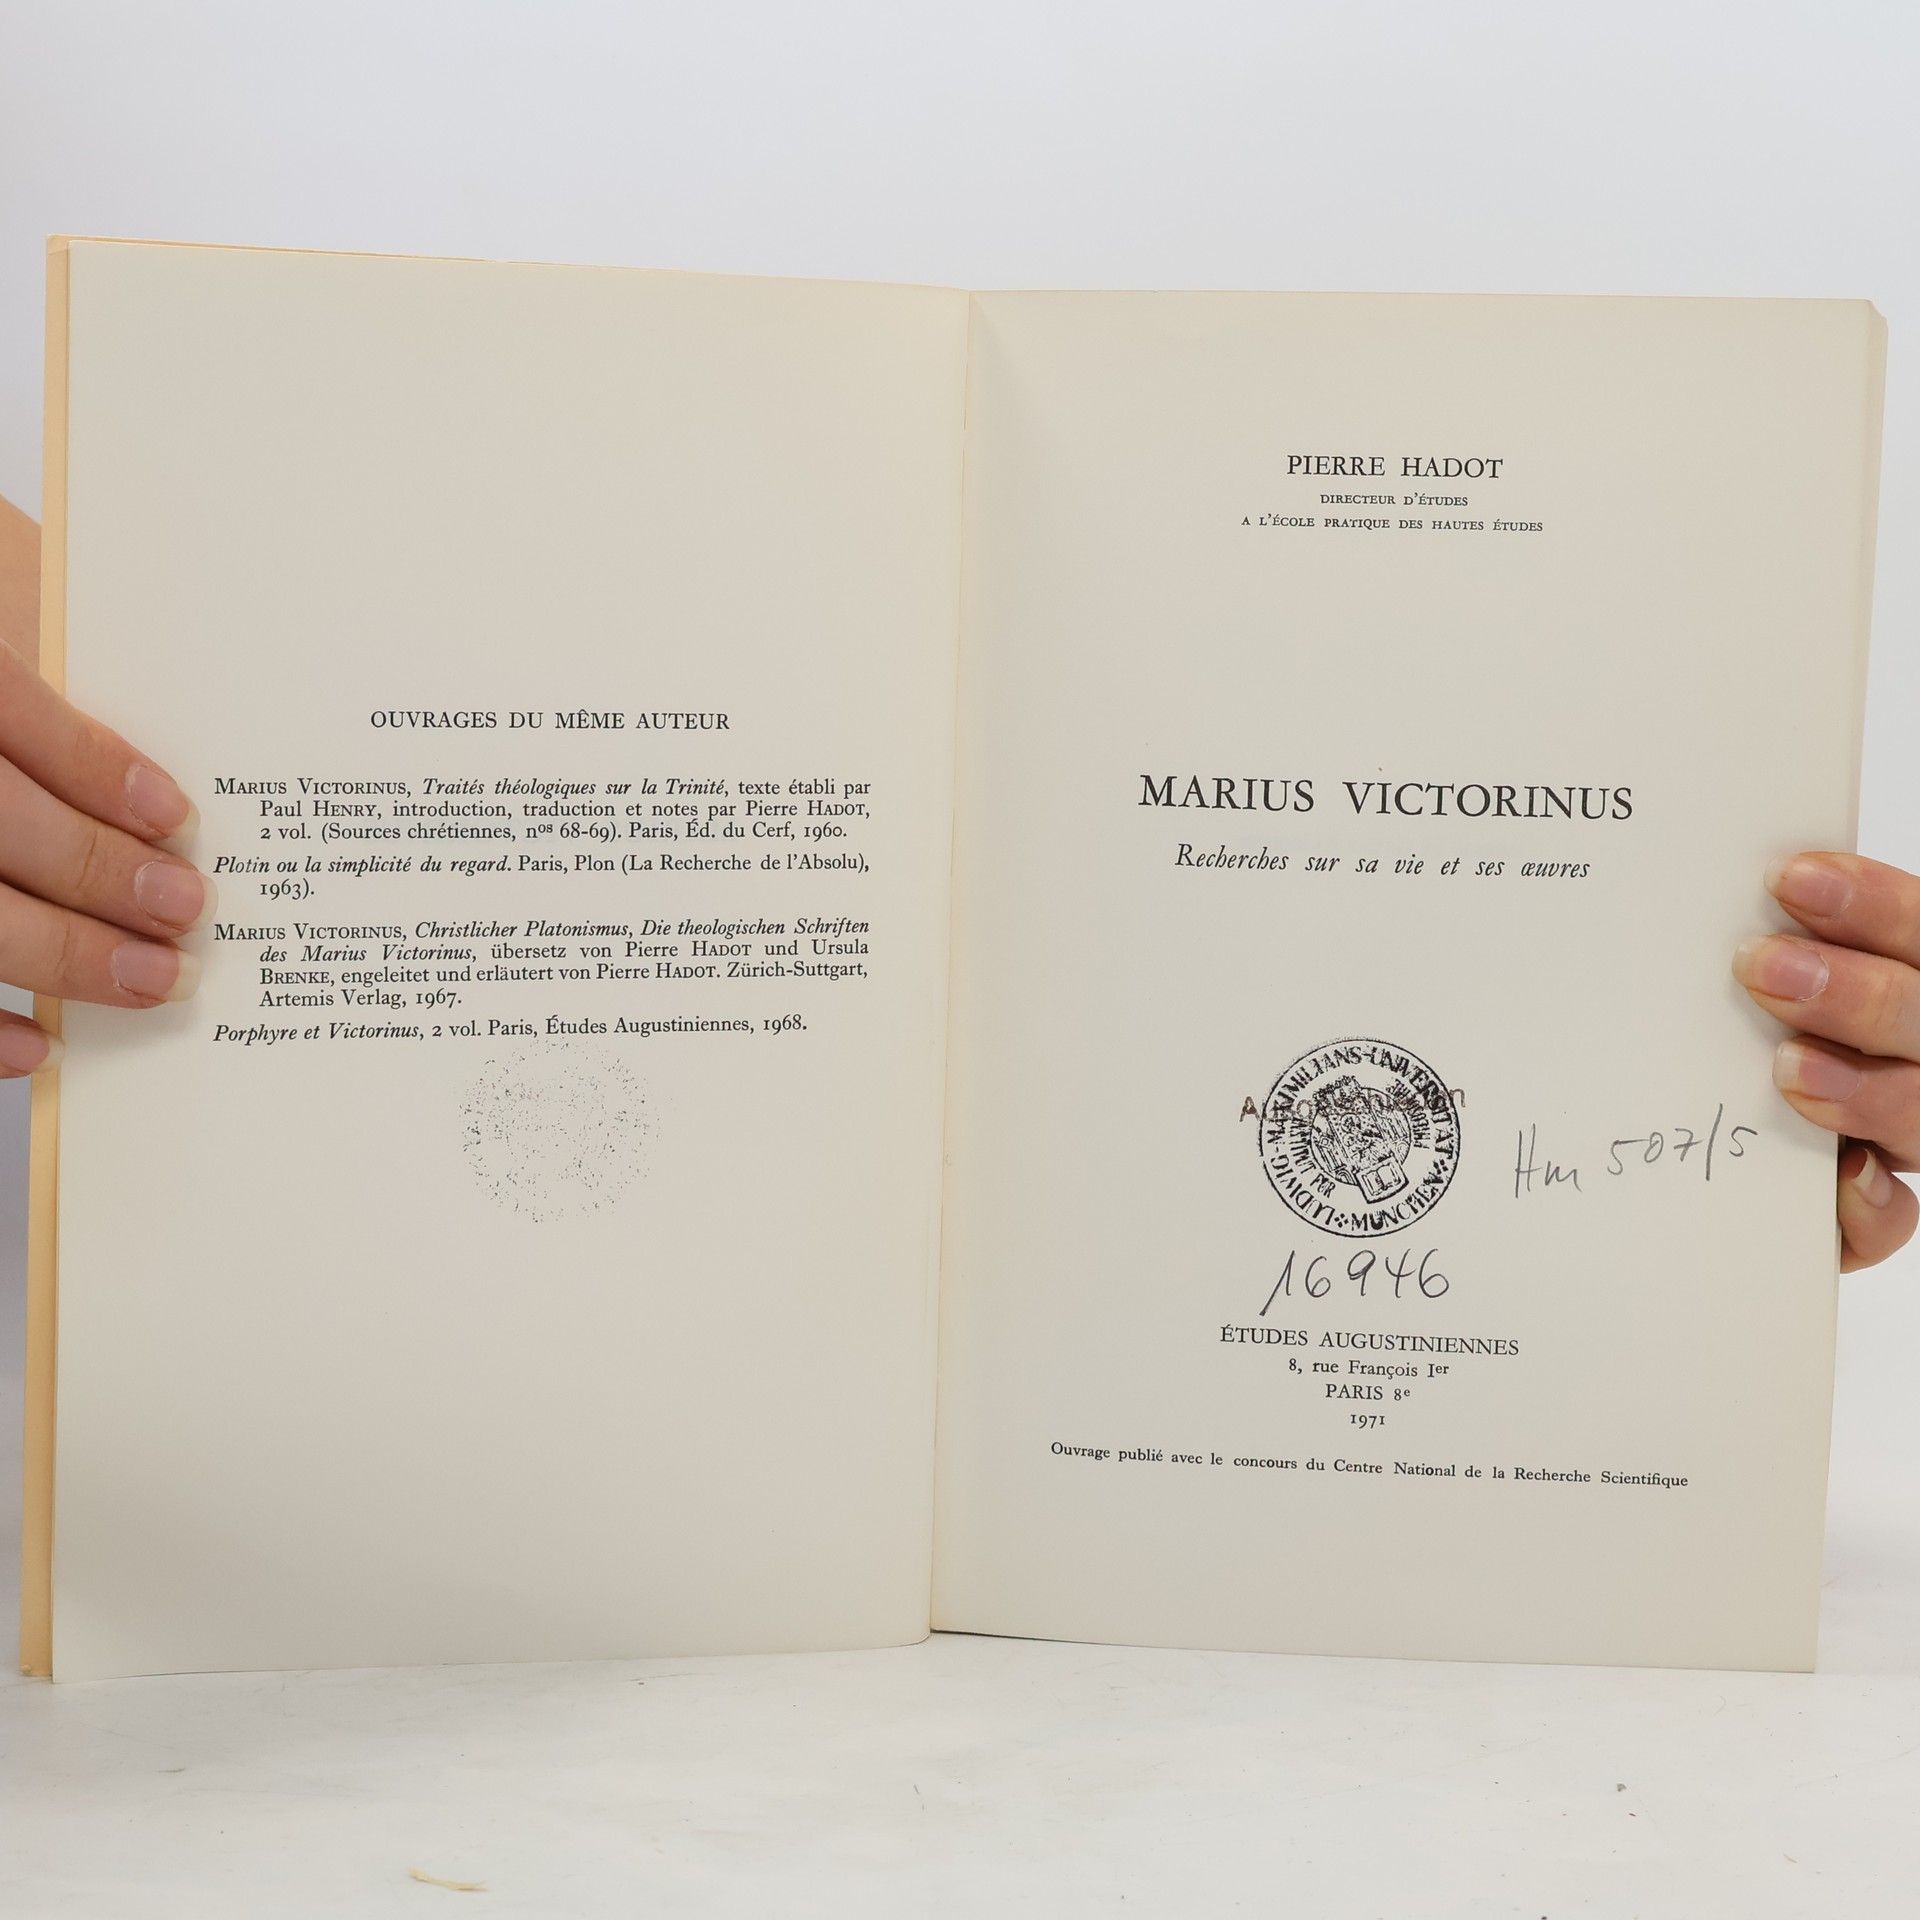 OUVRAGES DU MÊME AUTEUR
MARIUS VICTORINUS, Traités théologiques sur la Trinité, texte établi par
Paul HENRY, introduction, traduction et notes par Pierre HADOT,
2 vol. (Sources chrétiennes, nos 68-69). Paris, Éd. du Cerf, 1960.
Plotin ou la simplicité du regard. Paris, Plon (La Recherche de l'Absolu),
1963).
MARIUS VICTORINUS, Christlicher Platonismus, Die theologischen Schriften
des Marius Victorinus, übersetz von Pierre HADOT und Ursula
BRENKE, engeleitet und erläutert von Pierre HADOT. Zürich-Suttgart,
Artemis Verlag, 1967.
Porphyre et Victorinus, 2 vol. Paris, Études Augustiniennes, 1968.
PIERRE HADOT
DIRECTEUR D'ÉTUDES
A L'ÉCOLE PRATIQUE DES HAUTES ÉTUDES
MARIUS VICTORINUS
Recherches sur sa vie et ses œuvres
LUDWIG-MAXIMILIANS-UNIVERSITÄT MÜNCHEN
FÜR
Hm 507/5
16946
ÉTUDES AUGUSTINIENNES
8, rue François Ier
PARIS 8e
1971
Ouvrage publié avec le concours du Centre National de la Recherche Scientifique